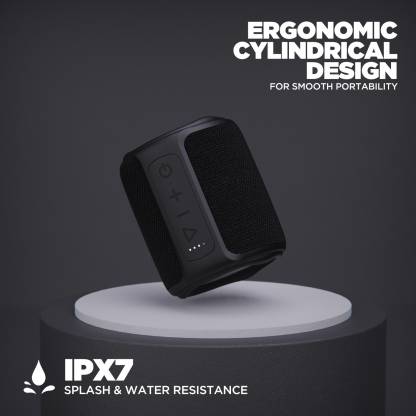 ERGONOMIC
CYLINDRICAL
DESIGN
FOR SMOOTH PORTABILITY
IPX7
SPLASH & WATER RESISTANCE